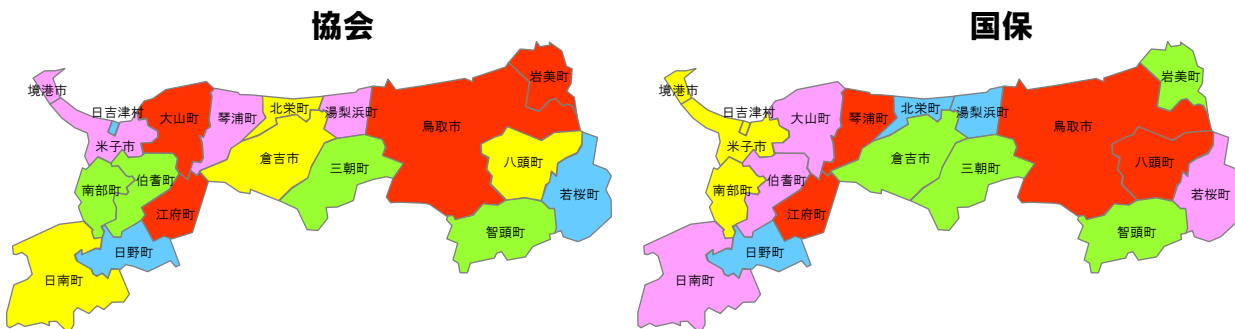 協会
境港市
日吉津村
米子市
大山町
琴浦町
北栄町
湯梨浜町
鳥取市
岩美町
倉吉市
三朝町
八頭町
若桜町
南部町
伯耆町
江府町
智頭町
日野町
日南町
国保
境港市
日吉津村
米子市
大山町
琴浦町
北栄町
湯梨浜町
鳥取市
岩美町
倉吉市
三朝町
八頭町
若桜町
南部町
伯耆町
江府町
智頭町
日野町
日南町